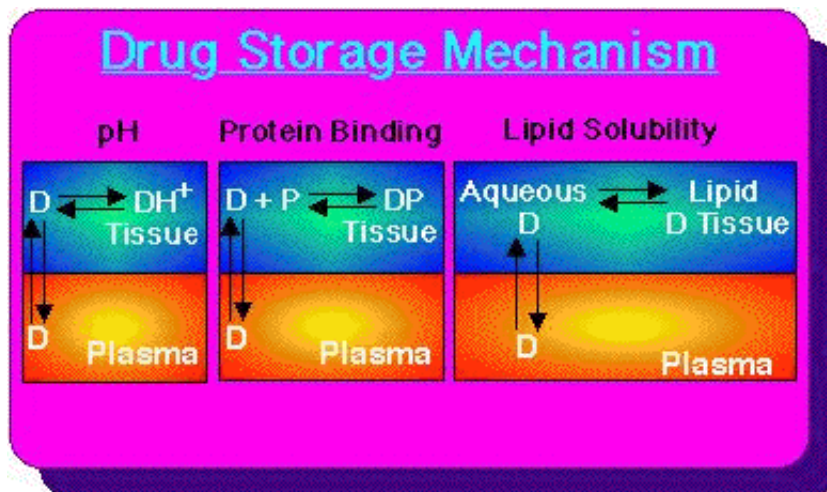 Drug Storage Mechanism
pH
D ⇌ DH⁺
Tissue
D
Plasma
Protein Binding
D + P ⇌ DP
Tissue
D
Plasma
Lipid Solubility
Aqueous ⇌ Lipid
D D Tissue
D
Plasma